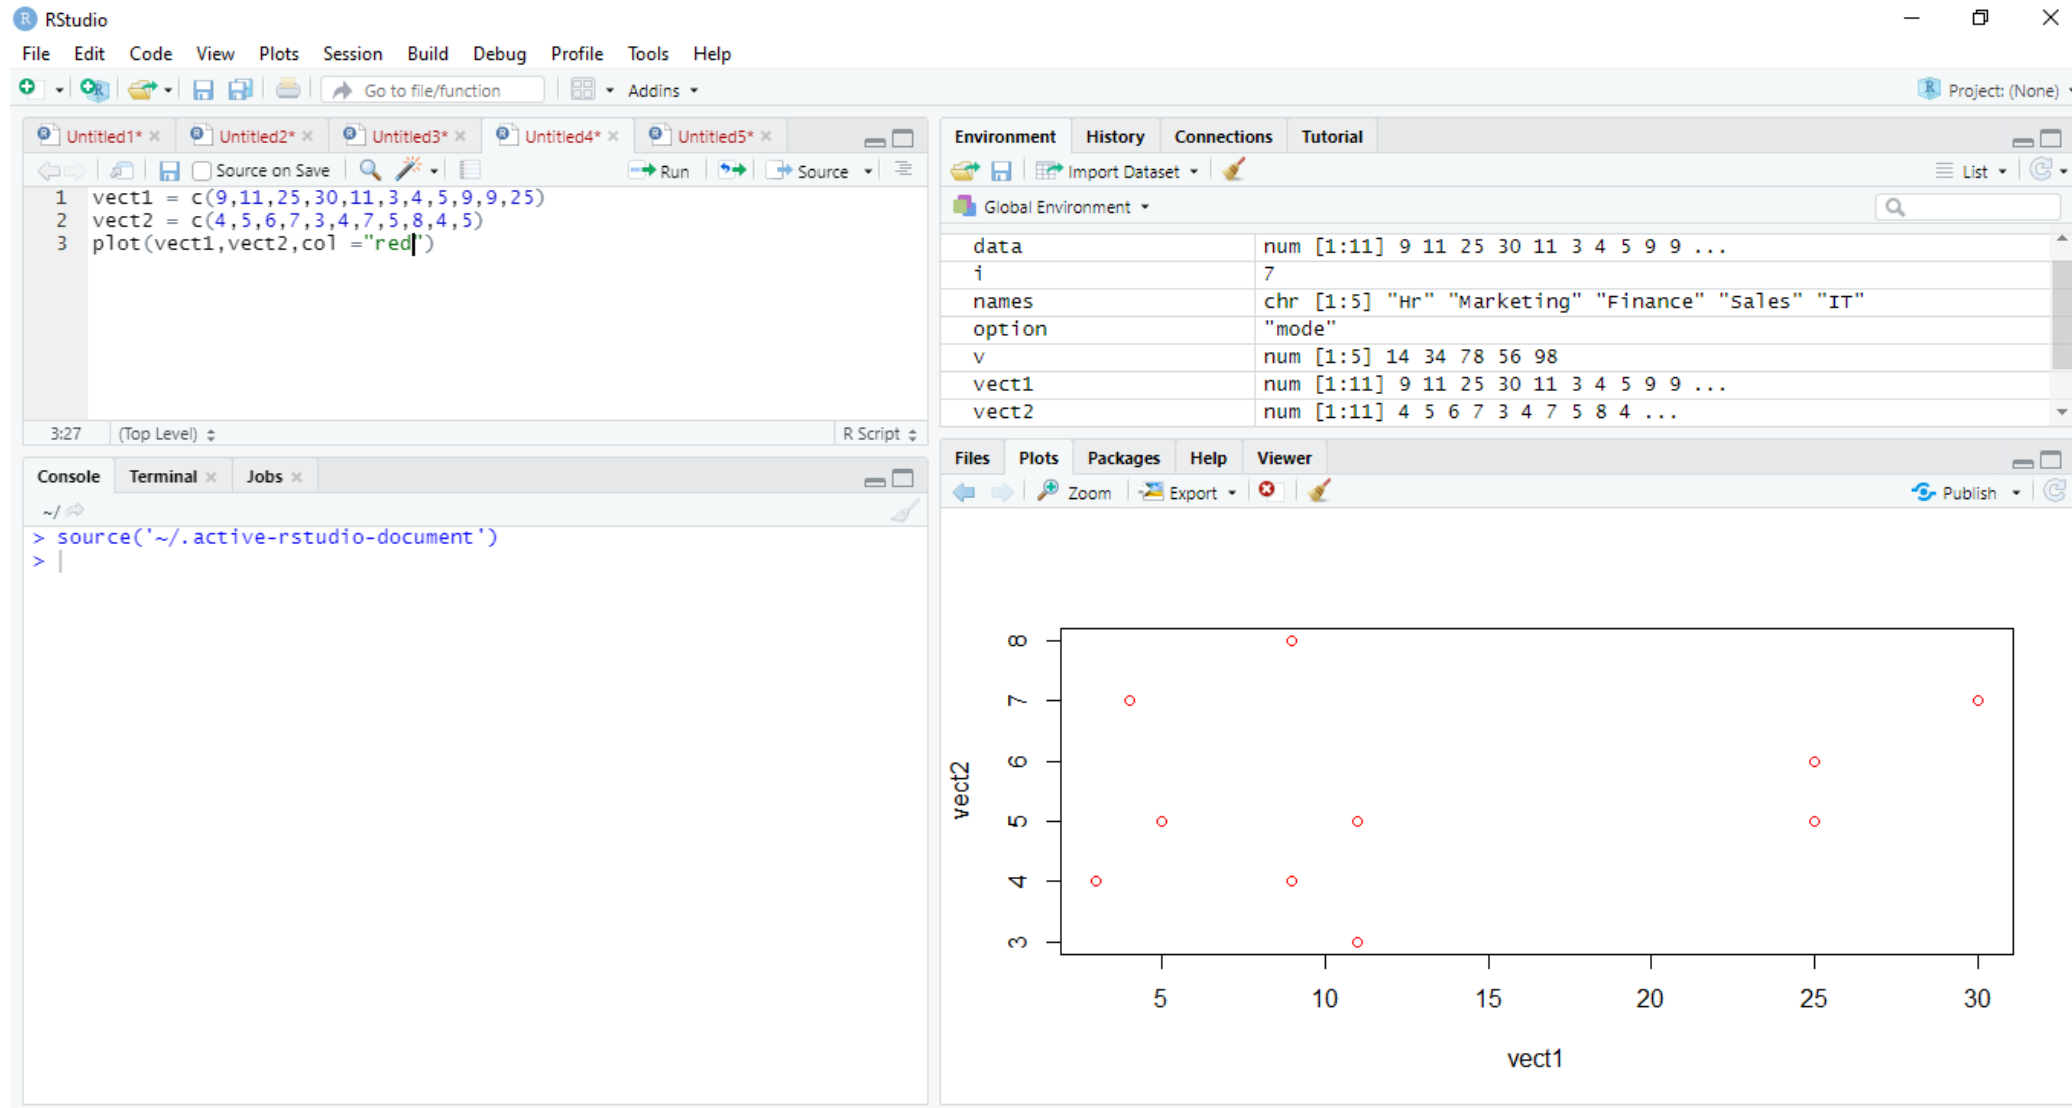 RStudio
File Edit Code View Plots Session Build Debug Profile Tools Help
Go to file/function Addins Project: (None)
Untitled1* Untitled2* Untitled3* Untitled4* Untitled5*
Source on Save Run Source
1 vect1 = c(9,11,25,30,11,3,4,5,9,9,25)
2 vect2 = c(4,5,6,7,3,4,7,5,8,4,5)
3 plot(vect1,vect2,col ="red")
3:27 (Top Level) R Script
Console Terminal Jobs
~/
> source('~/.active-rstudio-document')
>
Environment History Connections Tutorial
Import Dataset List
Global Environment
data num [1:11] 9 11 25 30 11 3 4 5 9 9 ...
i 7
names chr [1:5] "Hr" "Marketing" "Finance" "Sales" "IT"
option "mode"
v num [1:5] 14 34 78 56 98
vect1 num [1:11] 9 11 25 30 11 3 4 5 9 9 ...
vect2 num [1:11] 4 5 6 7 3 4 7 5 8 4 ...
Files Plots Packages Help Viewer
Zoom Export Publish
8
7
6
5
4
3
vect2
5 10 15 20 25 30
vect1